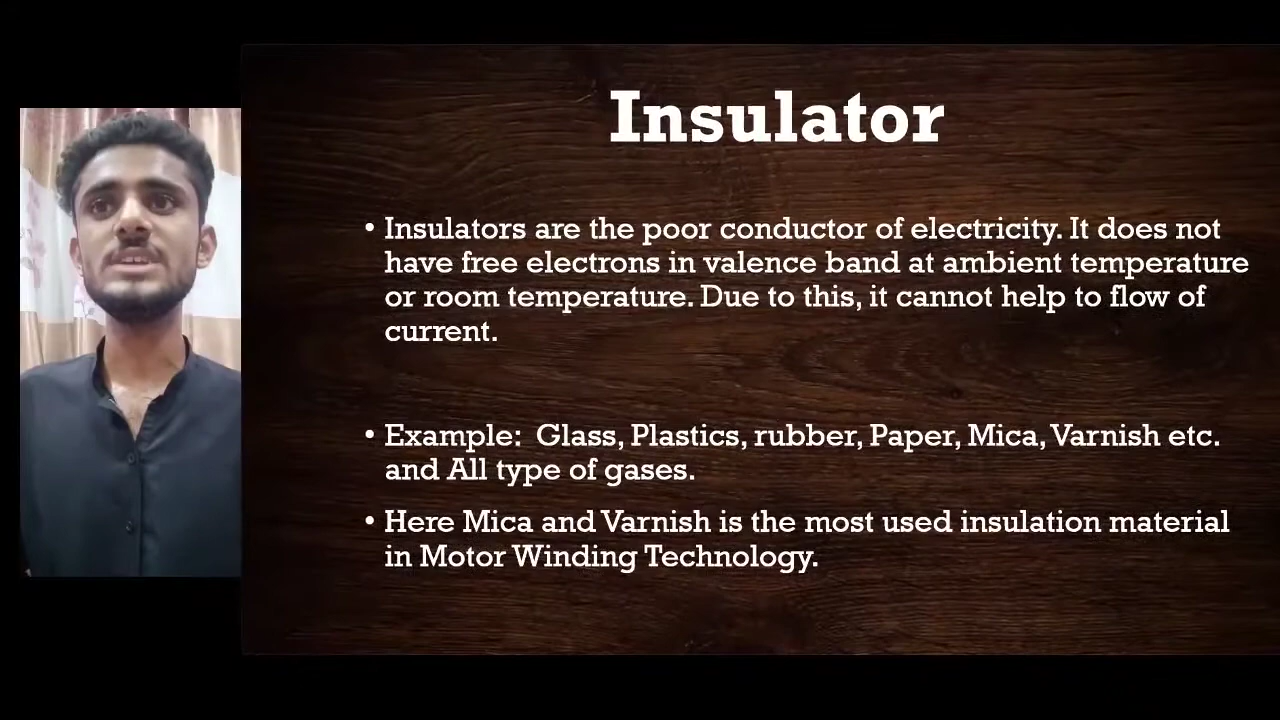 Insulator
• Insulators are the poor conductor of electricity. It does not
have free electrons in valence band at ambient temperature
or room temperature. Due to this, it cannot help to flow of
current.
• Example:  Glass, Plastics, rubber, Paper, Mica, Varnish etc.
and All type of gases.
• Here Mica and Varnish is the most used insulation material
in Motor Winding Technology.